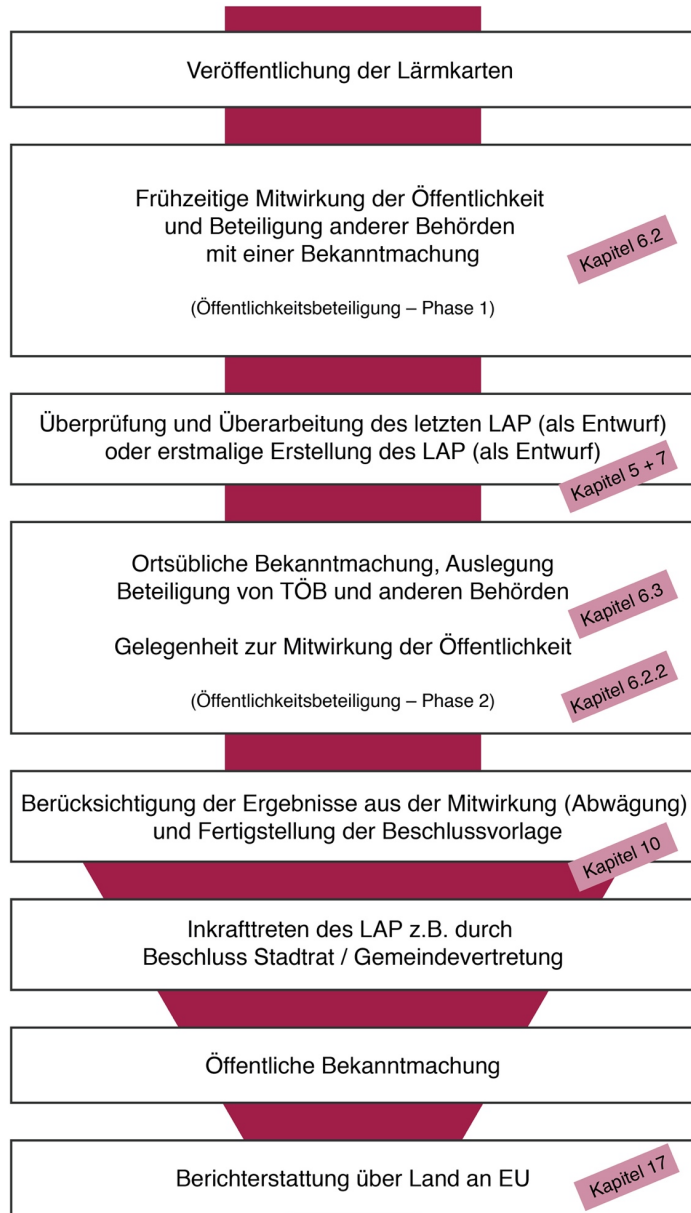 Veröffentlichung der Lärmkarten
Frühzeitige Mitwirkung der Öffentlichkeit
und Beteiligung anderer Behörden
mit einer Bekanntmachung
Kapitel 6.2
(Öffentlichkeitsbeteiligung – Phase 1)
Überprüfung und Überarbeitung des letzten LAP (als Entwurf)
oder erstmalige Erstellung des LAP (als Entwurf)
Kapitel 5 + 7
Ortsübliche Bekanntmachung, Auslegung
Beteiligung von TÖB und anderen Behörden
Kapitel 6.3
Gelegenheit zur Mitwirkung der Öffentlichkeit
(Öffentlichkeitsbeteiligung – Phase 2)
Kapitel 6.2.2
Berücksichtigung der Ergebnisse aus der Mitwirkung (Abwägung)
und Fertigstellung der Beschlussvorlage
Kapitel 10
Inkrafttreten des LAP z.B. durch
Beschluss Stadtrat / Gemeindevertretung
Öffentliche Bekanntmachung
Berichterstattung über Land an EU
Kapitel 17